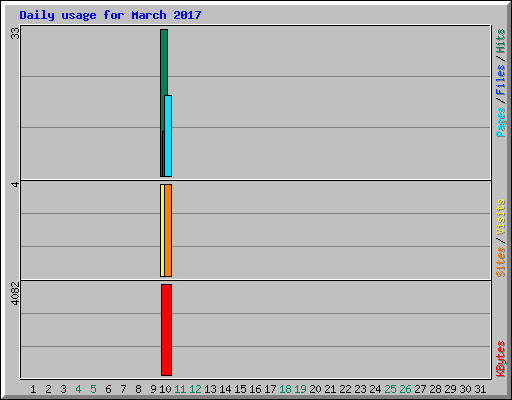 Daily usage for March 2017
33
4
4082
Pages / Files / Hits
Sites / Visits
KBytes
1 2 3 4 5 6 7 8 9 10 11 12 13 14 15 16 17 18 19 20 21 22 23 24 25 26 27 28 29 30 31